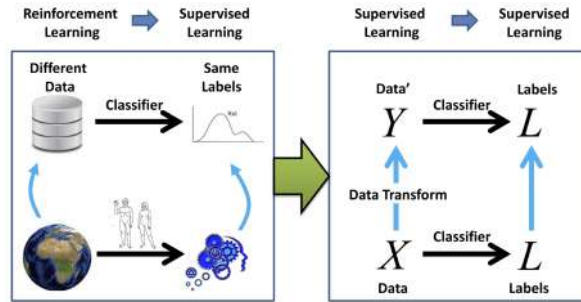 Reinforcement Learning
Supervised Learning
Different Data
Same Labels
Classifier
Supervised Learning
Supervised Learning
Data'
Classifier
Labels
Y
L
Data Transform
X
Classifier
L
Data
Labels